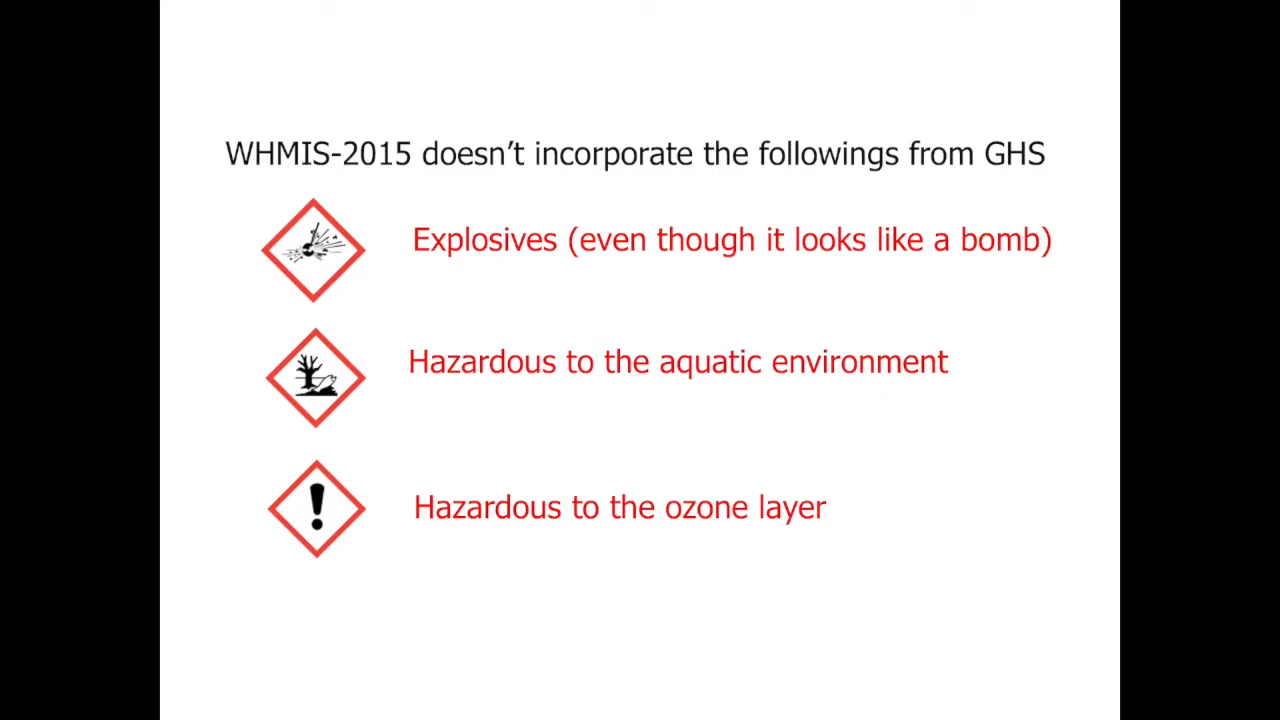 WHMIS-2015 doesn’t incorporate the followings from GHS
Explosives (even though it looks like a bomb)
Hazardous to the aquatic environment
Hazardous to the ozone layer